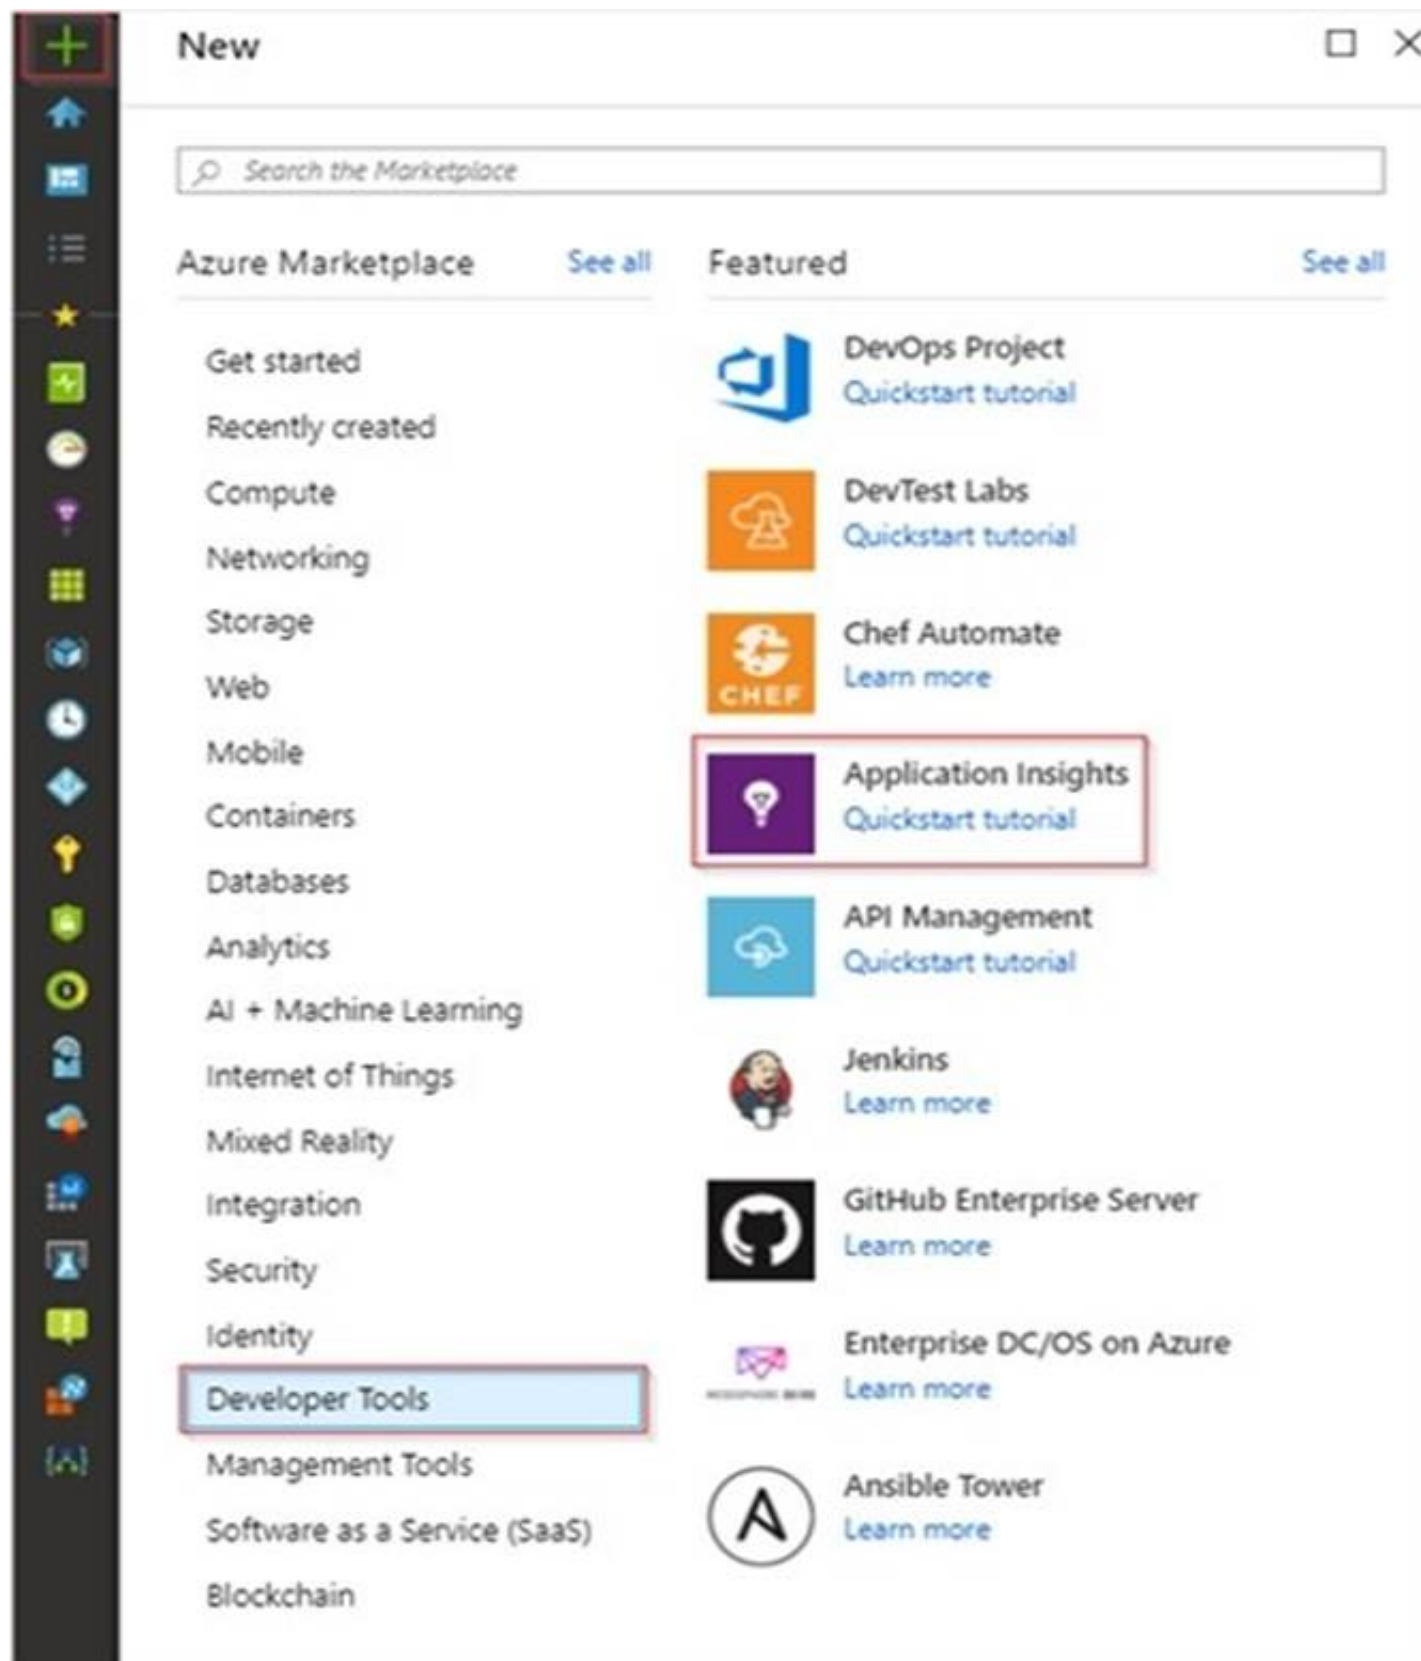 New
Search the Marketplace
Azure Marketplace
See all
Get started
Recently created
Compute
Networking
Storage
Web
Mobile
Containers
Databases
Analytics
AI + Machine Learning
Internet of Things
Mixed Reality
Integration
Security
Identity
Developer Tools
Management Tools
Software as a Service (SaaS)
Blockchain
Featured
See all
DevOps Project
Quickstart tutorial
DevTest Labs
Quickstart tutorial
CHEF
Chef Automate
Learn more
Application Insights
Quickstart tutorial
API Management
Quickstart tutorial
Jenkins
Learn more
GitHub Enterprise Server
Learn more
Enterprise DC/OS on Azure
Learn more
Ansible Tower
Learn more